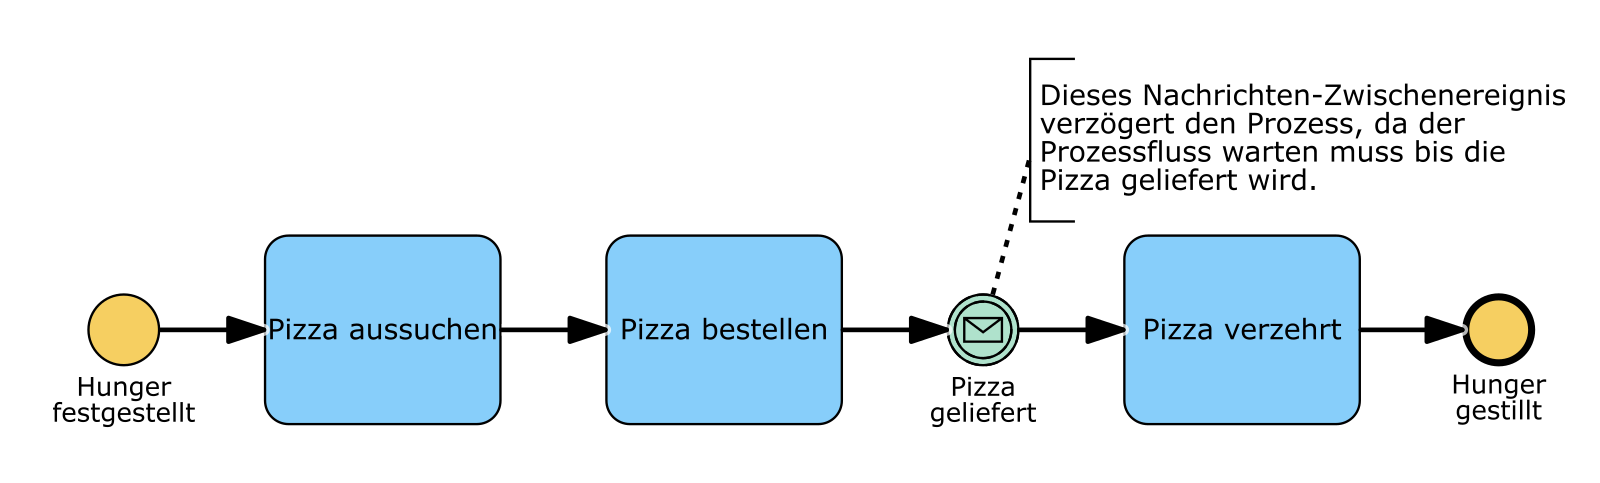 Dieses Nachrichten-Zwischenereignis
verzögert den Prozess, da der
Prozessfluss warten muss bis die
Pizza geliefert wird.
Hunger
festgestellt
Pizza aussuchen
Pizza bestellen
Pizza
geliefert
Pizza verzehrt
Hunger
gestillt